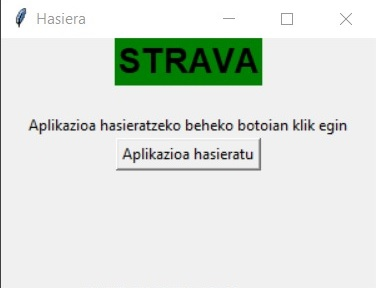 Hasiera
STRAVA
Aplikazioa hasieratzeko beheko botoian klik egin
Aplikazioa hasieratu